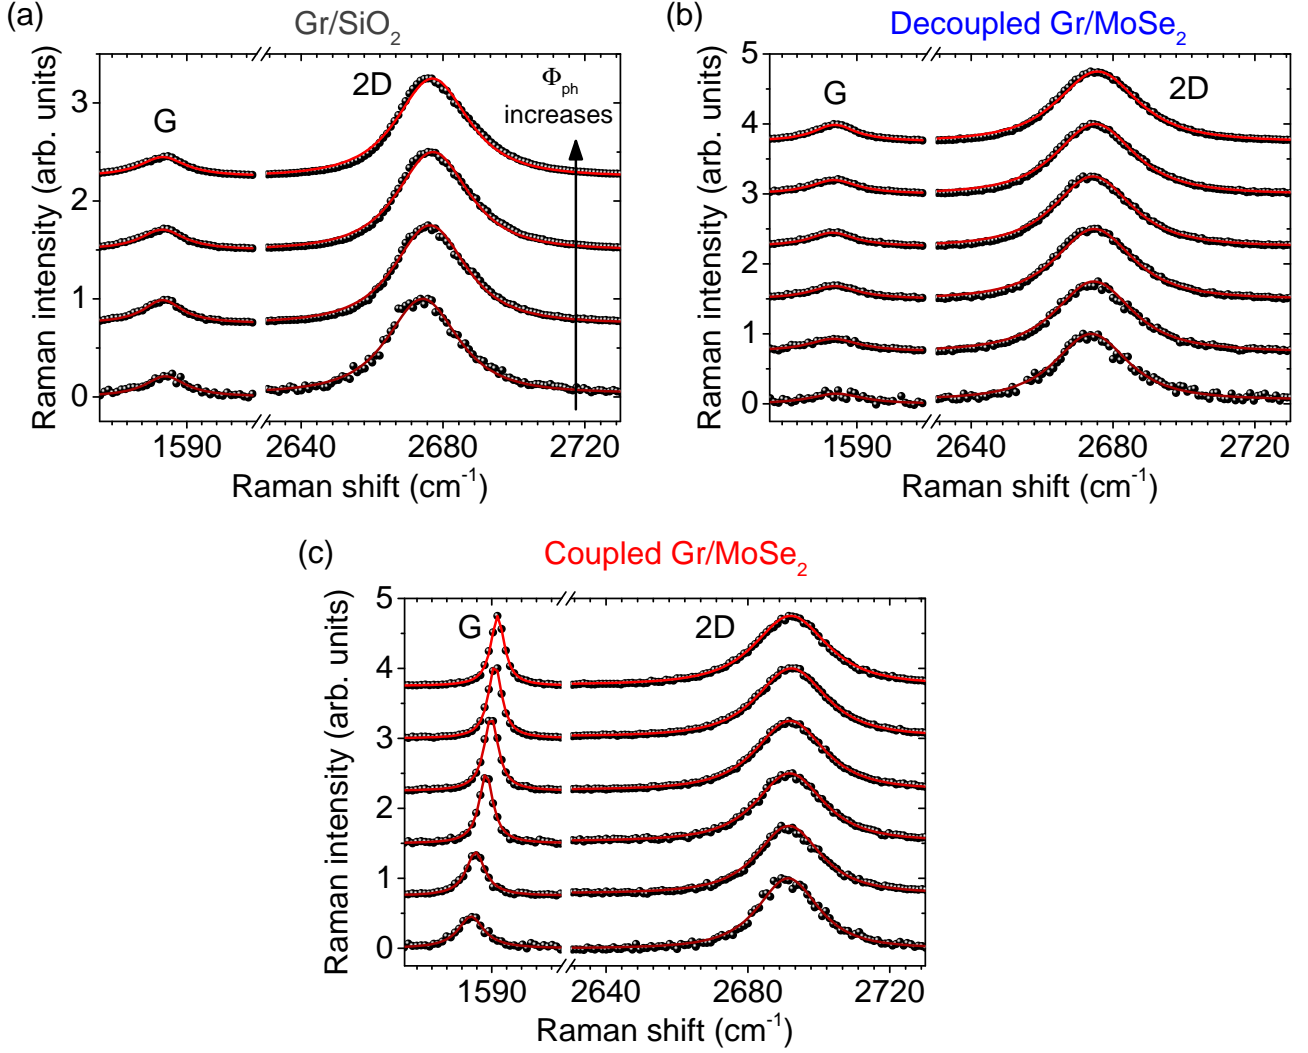 (a)
Gr/SiO₂
Raman intensity (arb. units)
3
2
1
0
G
2D
Φph
increases
1590
2640
2680
2720
Raman shift (cm⁻¹)
(b)
Decoupled Gr/MoSe₂
Raman intensity (arb. units)
5
4
3
2
1
0
G
2D
1590
2640
2680
2720
Raman shift (cm⁻¹)
(c)
Coupled Gr/MoSe₂
Raman intensity (arb. units)
5
4
3
2
1
0
G
2D
1590
2640
2680
2720
Raman shift (cm⁻¹)